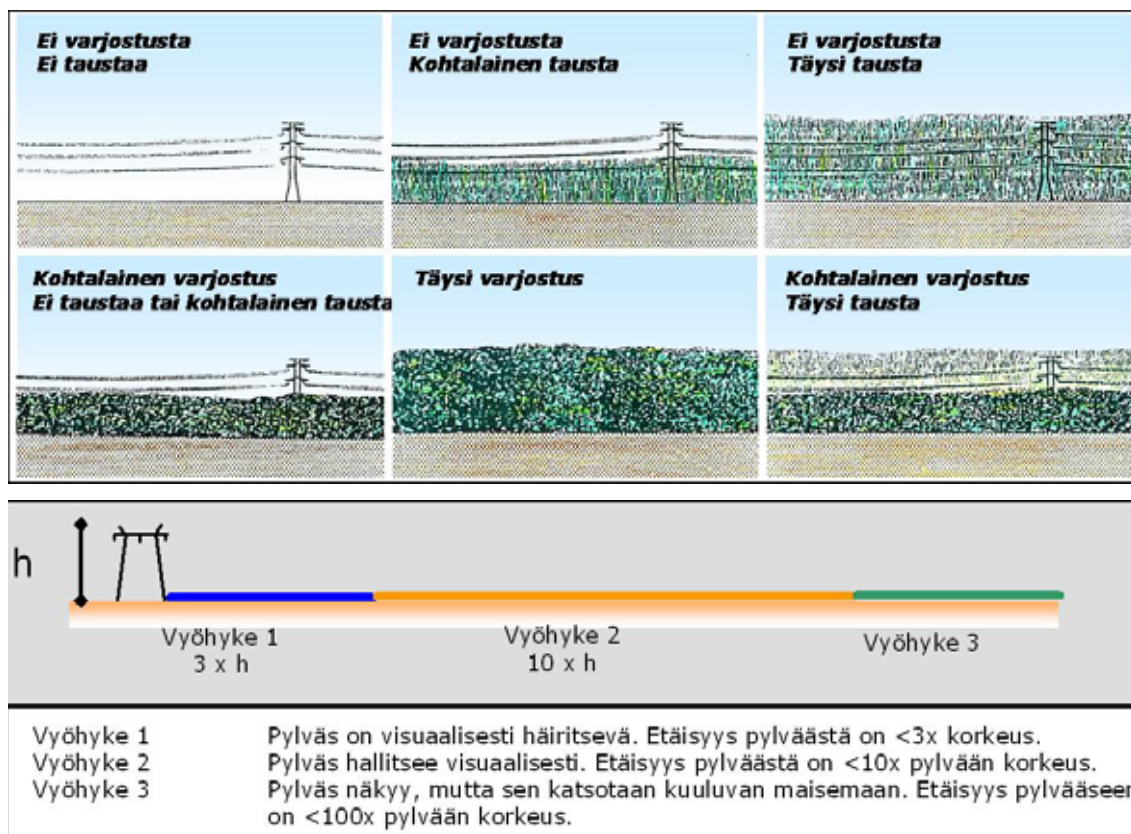 Ei varjostusta
Ei taustaa
Ei varjostusta
Kohtalainen tausta
Ei varjostusta
Täysi tausta
Kohtalainen varjostus
Ei taustaa tai kohtalainen tausta
Täysi varjostus
Kohtalainen varjostus
Täysi tausta
h
Vyöhyke 1
3 x h
Vyöhyke 2
10 x h
Vyöhyke 3
Vyöhyke 1 Pylväs on visuaalisesti häiritsevä. Etäisyys pylväästä on <3x korkeus.
Vyöhyke 2 Pylväs hallitsee visuaalisesti. Etäisyys pylväästä on <10x pylvään korkeus.
Vyöhyke 3 Pylväs näkyy, mutta sen katsotaan kuuluvan maisemaan. Etäisyys pylvääseen
on <100x pylvään korkeus.